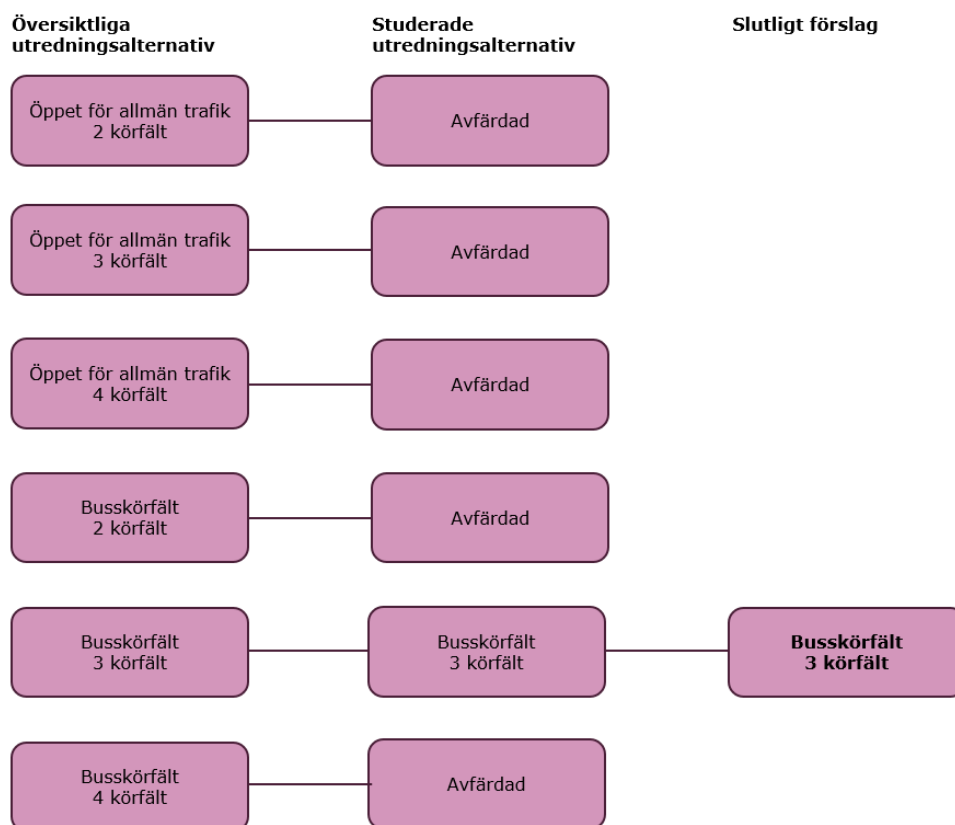 Översiktliga
utredningsalternativ
Studerade
utredningsalternativ
Slutligt förslag
Öppet för allmän trafik
2 körfält
Avfärdad
Öppet för allmän trafik
3 körfält
Avfärdad
Öppet för allmän trafik
4 körfält
Avfärdad
Busskörfält
2 körfält
Avfärdad
Busskörfält
3 körfält
Busskörfält
3 körfält
Busskörfält
3 körfält
Busskörfält
4 körfält
Avfärdad